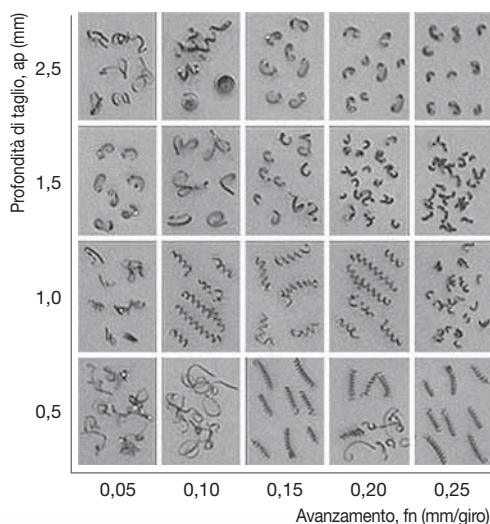 Profondità di taglio, ap (mm)
2,5
1,5
1,0
0,5
0,05 0,10 0,15 0,20 0,25
Avanzamento, fn (mm/giro)